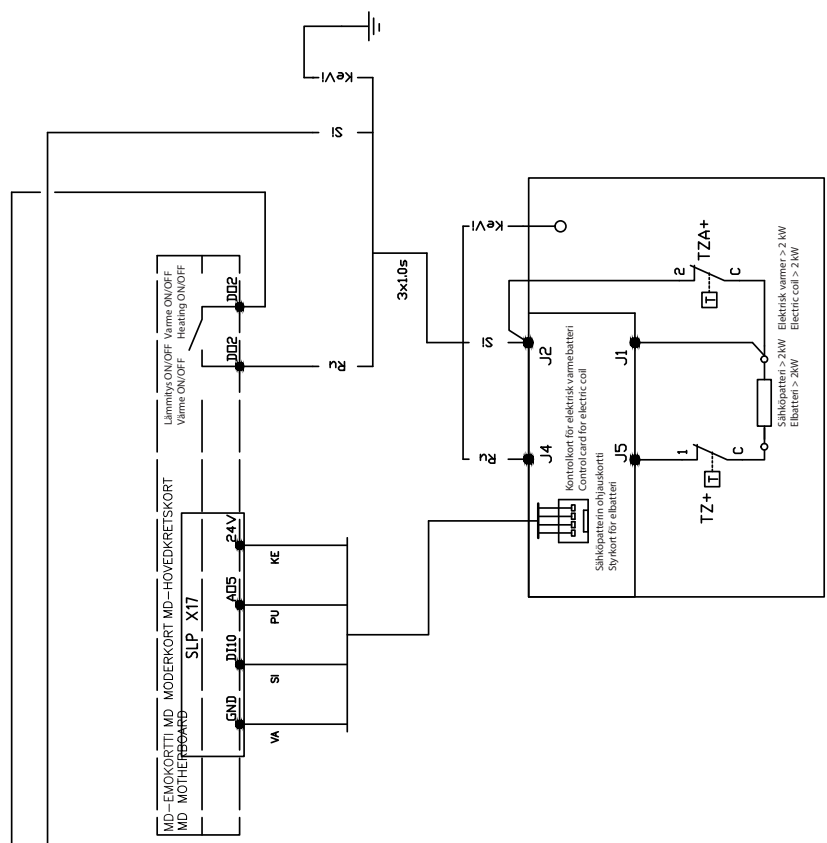 KeVi
SI
KeVi
3x1.0s
SI
Ru
Ru
DO2
DO2
Lämmitys ON/OFF Varme ON/OFF
Värme ON/OFF Heating ON/OFF
MD-EMOKORTTI MD MODERKORT MD-HOVEDKRETSKORT
MD MOTHERBOARD
SLP X17
24V
AO5
DI10
GND
KE
PU
SI
VA
J2
J1
J4
J5
Kontrolkort för elektrisk varmebatteri
Control card for electric coil
Sähköpatterin ohjauskortti
Styrkort för elbatteri
TZA+
2
C
T
1
C
T
TZ+
Sähköpatteri > 2kW Elektrisk varmer > 2 kW
Elbatteri > 2kW Electric coil > 2 kW